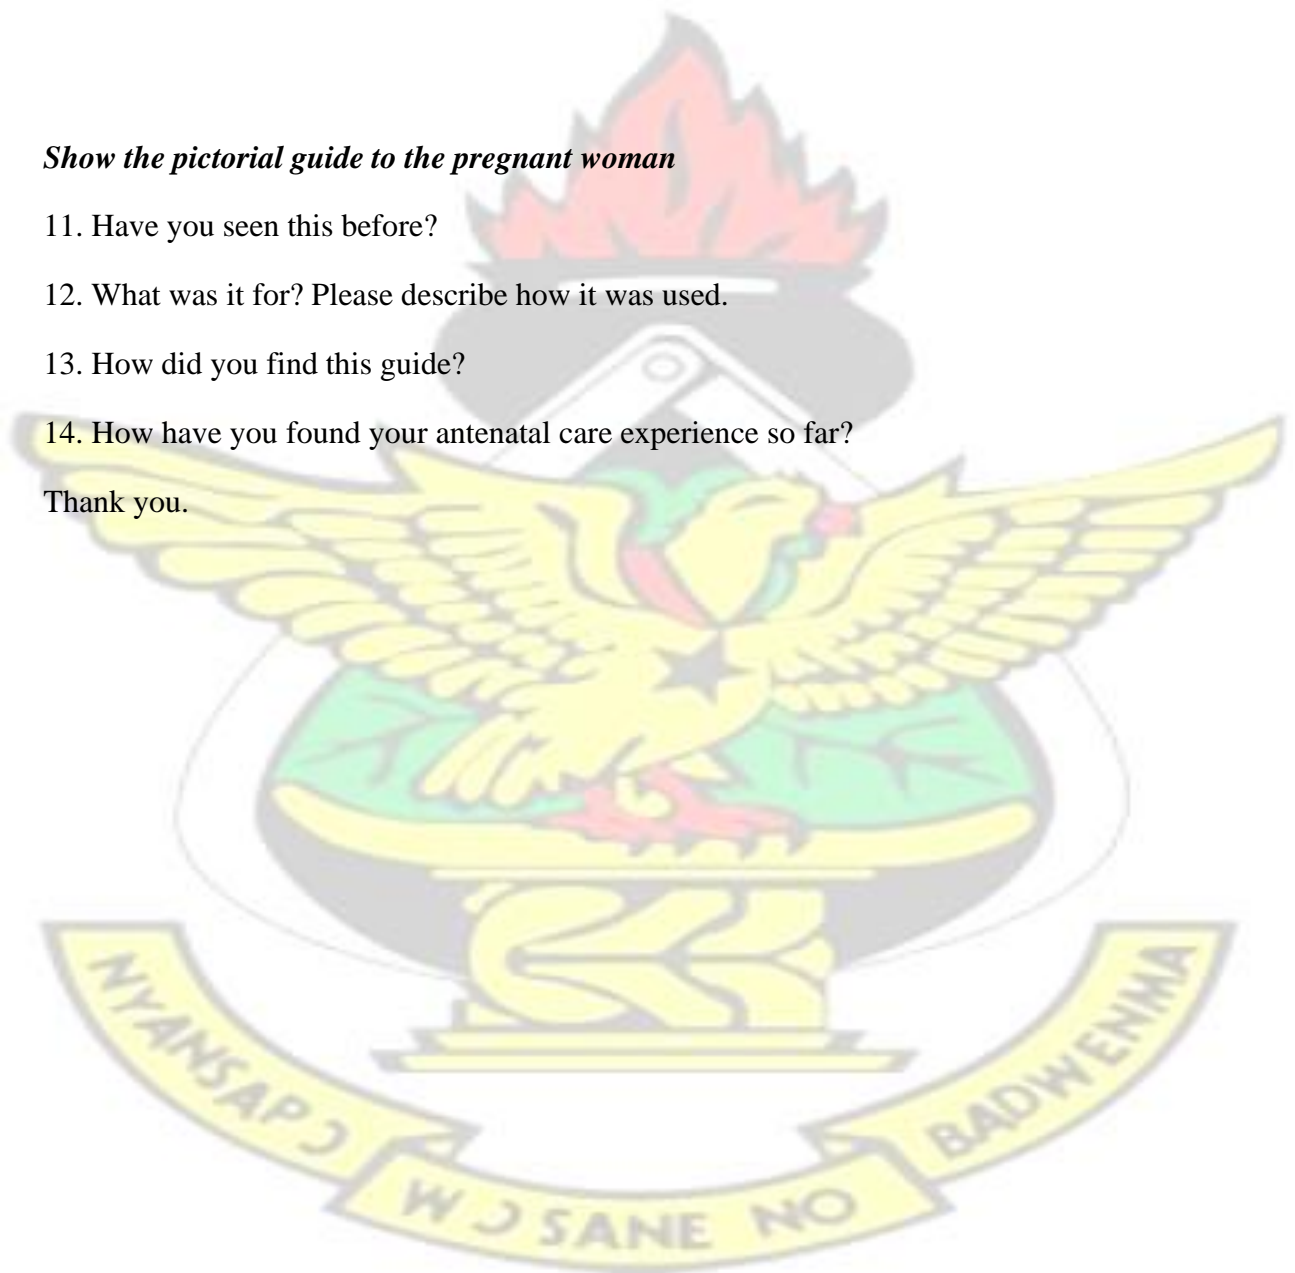 Show the pictorial guide to the pregnant woman
11. Have you seen this before?
12. What was it for? Please describe how it was used.
13. How did you find this guide?
14. How have you found your antenatal care experience so far?
Thank you.
NYANSAPƆ
WƆSANE NO
BADWENMA